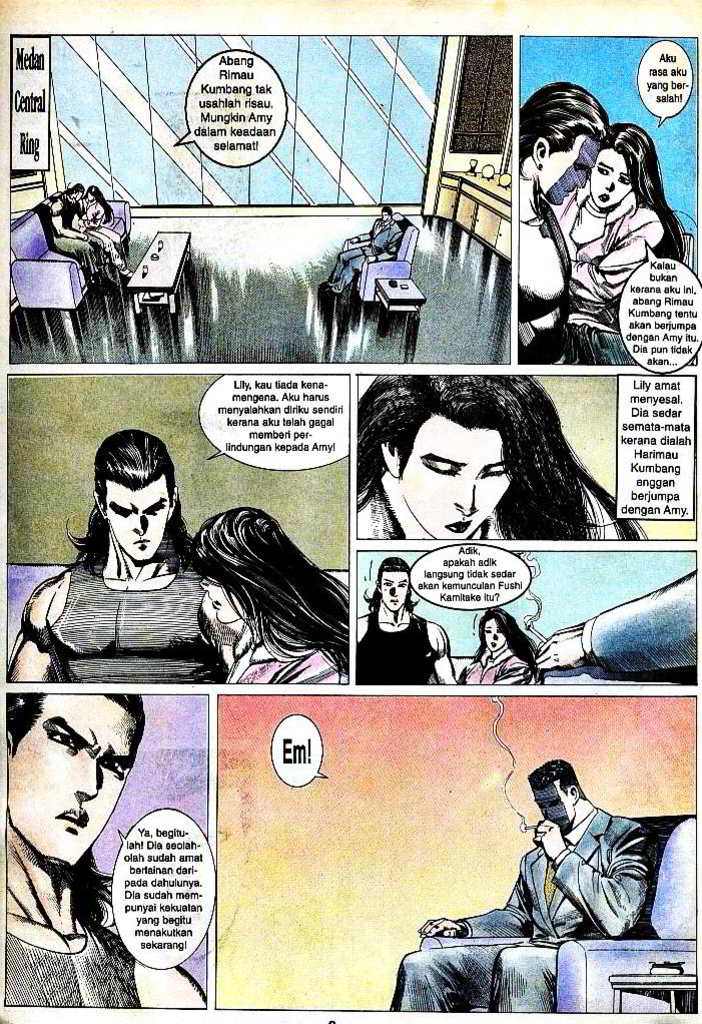 Medan
Central
Ring
Abang
Rimau
Kumbang tak
usahlah risau.
Mungkin Amy
dalam keadaan
selamat!
Aku
rasa aku
yang ber-
salah!
Kalau
bukan
kerana aku ini,
abang Rimau
Kumbang tentu
akan berjumpa
dengan Amy itu.
Dia pun tidak
akan...
Lily, kau tiada kena-
mengena. Aku harus
menyalahkan diriku sendiri
kerana aku telah gagal
memberi per-
lindungan kepada Amy!
Lily amat
menyesal.
Dia sedar
semata-mata
kerana dialah
Harimau
Kumbang
enggan
berjumpa
dengan Amy.
Adik,
apakah adik
langsung tidak sedar
akan kemunculan Fushi
Kamitake itu?
Ya, begitu-
lah! Dia seolah-
olah sudah amat
berlainan dari-
pada dahulunya.
Dia sudah mem-
punyai kekuatan
yang begitu
menakutkan
sekarang!
Em!